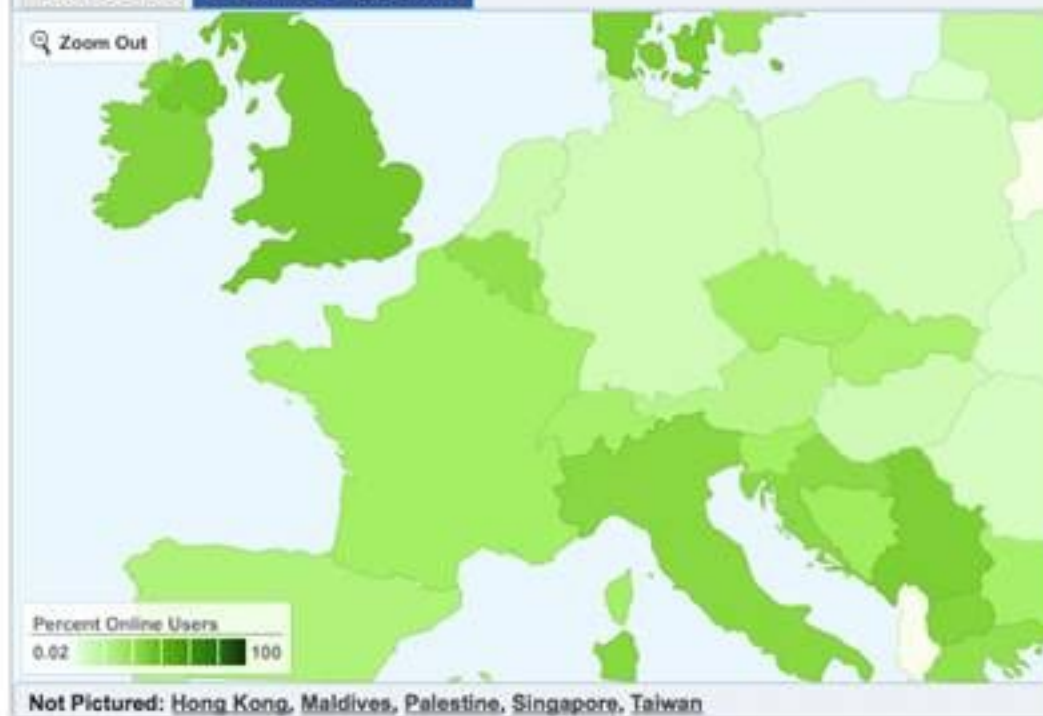 Zoom Out
Percent Online Users
0.02 100
Not Pictured: Hong Kong, Maldives, Palestine, Singapore, Taiwan